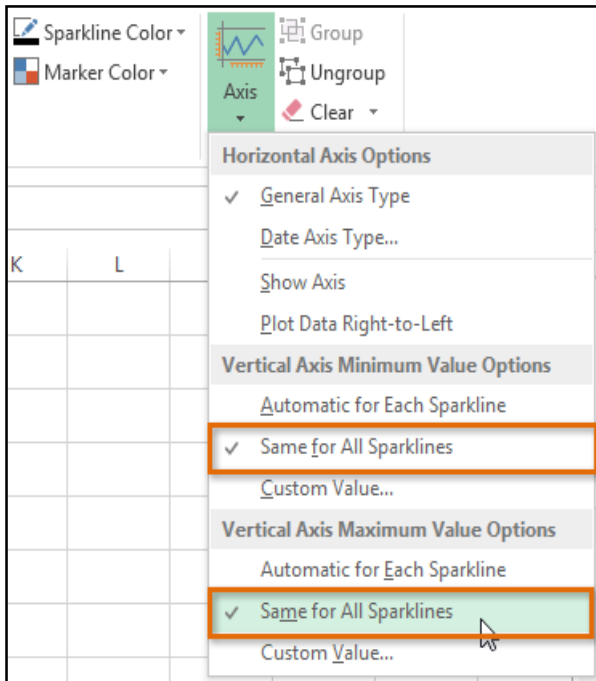 Sparkline Color
Marker Color
Axis
Group
Ungroup
Clear
Horizontal Axis Options
General Axis Type
Date Axis Type...
Show Axis
Plot Data Right-to-Left
Vertical Axis Minimum Value Options
Automatic for Each Sparkline
Same for All Sparklines
Custom Value...
Vertical Axis Maximum Value Options
Automatic for Each Sparkline
Same for All Sparklines
Custom Value...
K L